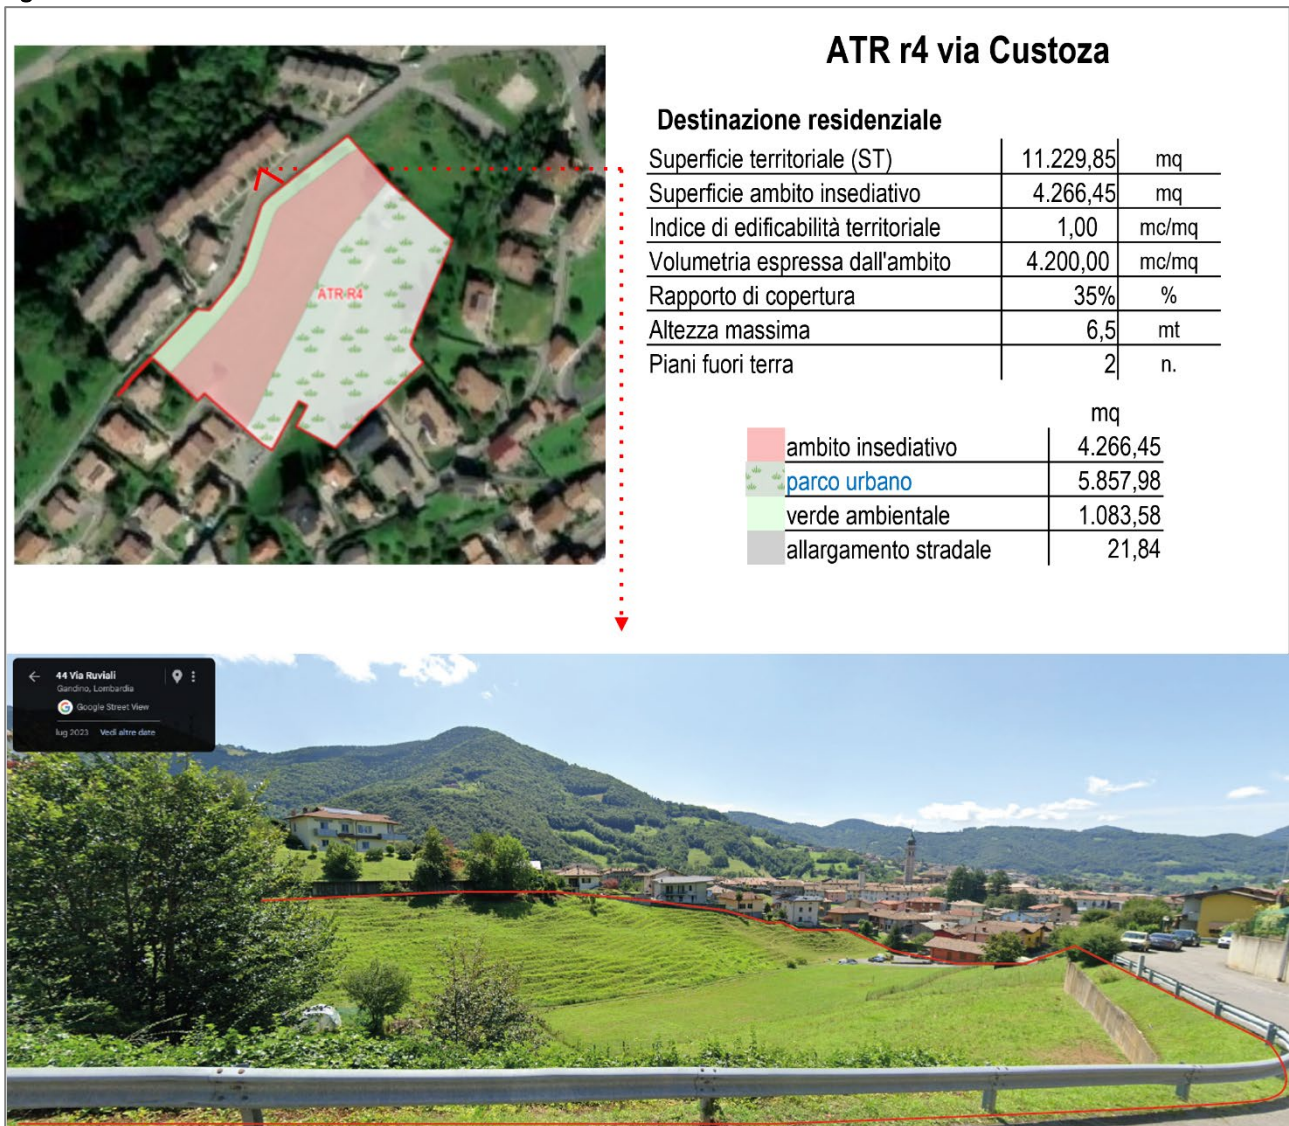 ATR r4 via Custoza
Destinazione residenziale
Superficie territoriale (ST) 11.229,85 mq
Superficie ambito insediativo 4.266,45 mq
Indice di edificabilità territoriale 1,00 mc/mq
Volumetria espressa dall'ambito 4.200,00 mc/mq
Rapporto di copertura 35% %
Altezza massima 6,5 mt
Piani fuori terra 2 n.
ATR-R4
mq
ambito insediativo 4.266,45
parco urbano 5.857,98
verde ambientale 1.083,58
allargamento stradale 21,84
44 Via Ruviali
Gandino, Lombardia
Google Street View
lug 2023 Vedi altre date